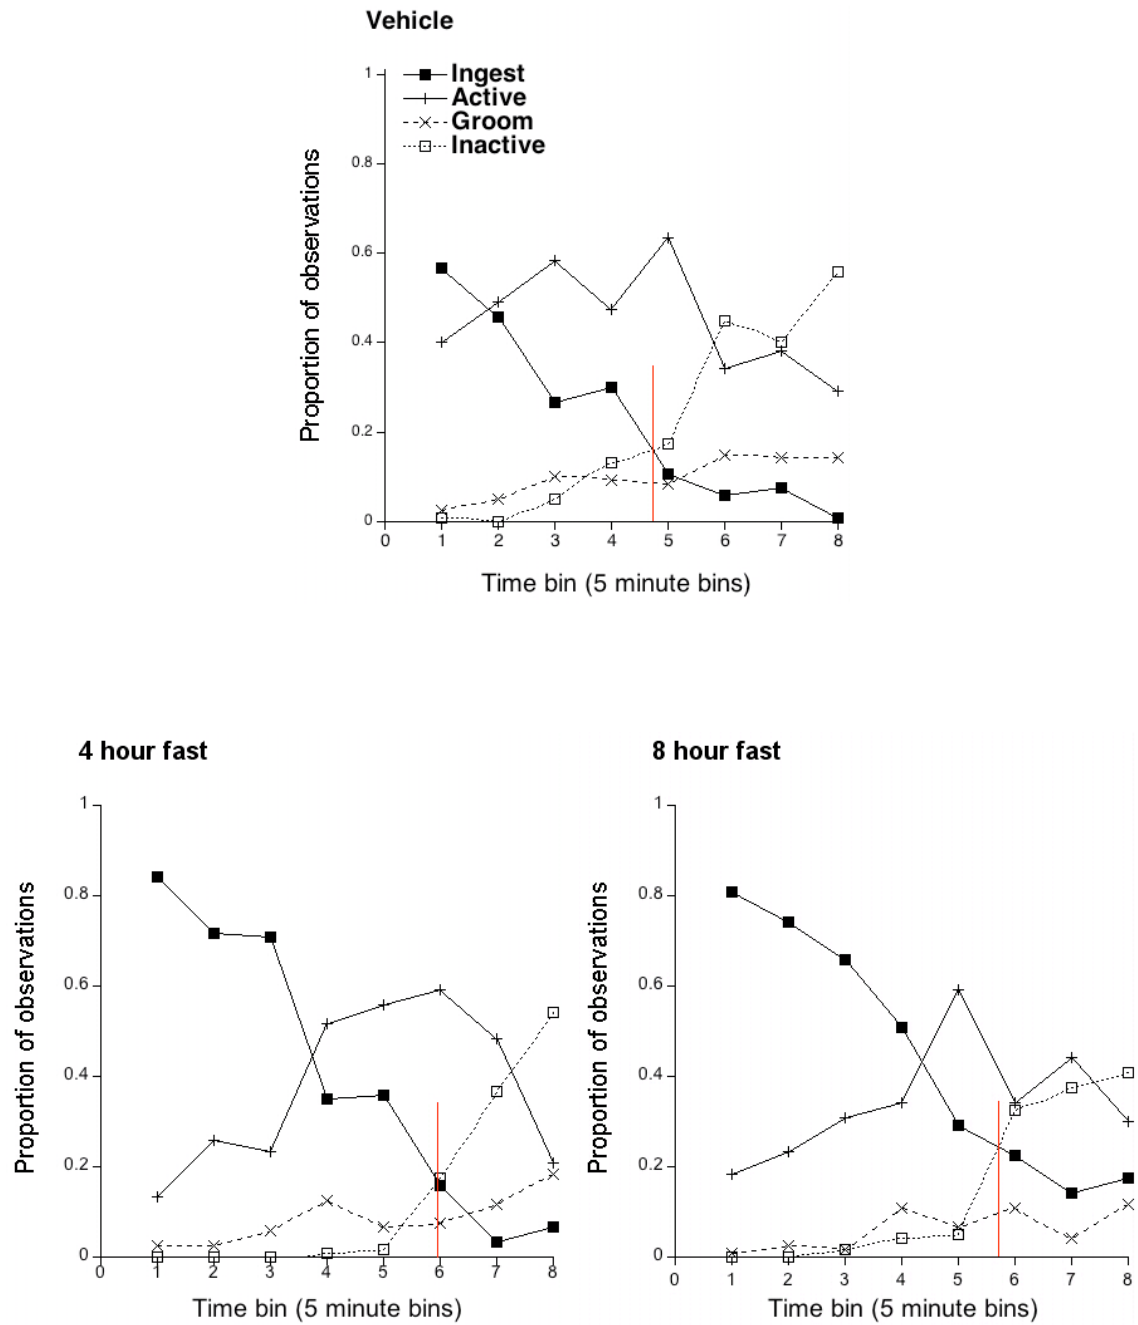 Vehicle
1
Ingest
Active
Groom
Inactive
0.8
0.6
0.4
0.2
0
Proportion of observations
0 1 2 3 4 5 6 7 8
Time bin (5 minute bins)
4 hour fast
1
0.8
0.6
0.4
0.2
0
Proportion of observations
0 1 2 3 4 5 6 7 8
Time bin (5 minute bins)
8 hour fast
1
0.8
0.6
0.4
0.2
0
Proportion of observations
0 1 2 3 4 5 6 7 8
Time bin (5 minute bins)